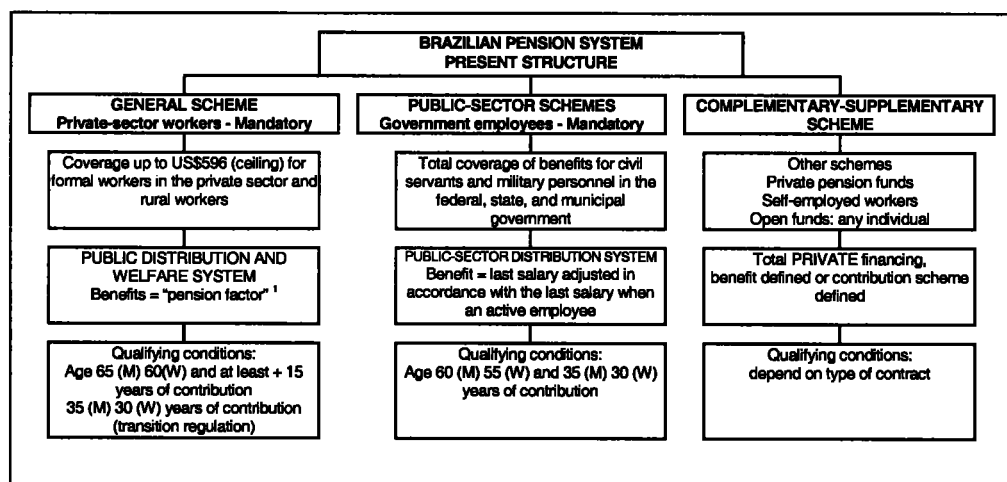 BRAZILIAN PENSION SYSTEM
PRESENT STRUCTURE
GENERAL SCHEME
Private-sector workers - Mandatory
Coverage up to US$596 (ceiling) for
formal workers in the private sector and
rural workers
PUBLIC DISTRIBUTION AND
WELFARE SYSTEM
Benefits = "pension factor" 1
Qualifying conditions:
Age 65 (M) 60(W) and at least + 15
years of contribution
35 (M) 30 (W) years of contribution
(transition regulation)
PUBLIC-SECTOR SCHEMES
Government employees - Mandatory
Total coverage of benefits for civil
servants and military personnel in the
federal, state, and municipal
government
PUBLIC-SECTOR DISTRIBUTION SYSTEM
Benefit = last salary adjusted in
accordance with the last salary when
an active employee
Qualifying conditions:
Age 60 (M) 55 (W) and 35 (M) 30 (W)
years of contribution
COMPLEMENTARY-SUPPLEMENTARY
SCHEME
Other schemes
Private pension funds
Self-employed workers
Open funds: any individual
Total PRIVATE financing,
benefit defined or contribution scheme
defined
Qualifying conditions:
depend on type of contract